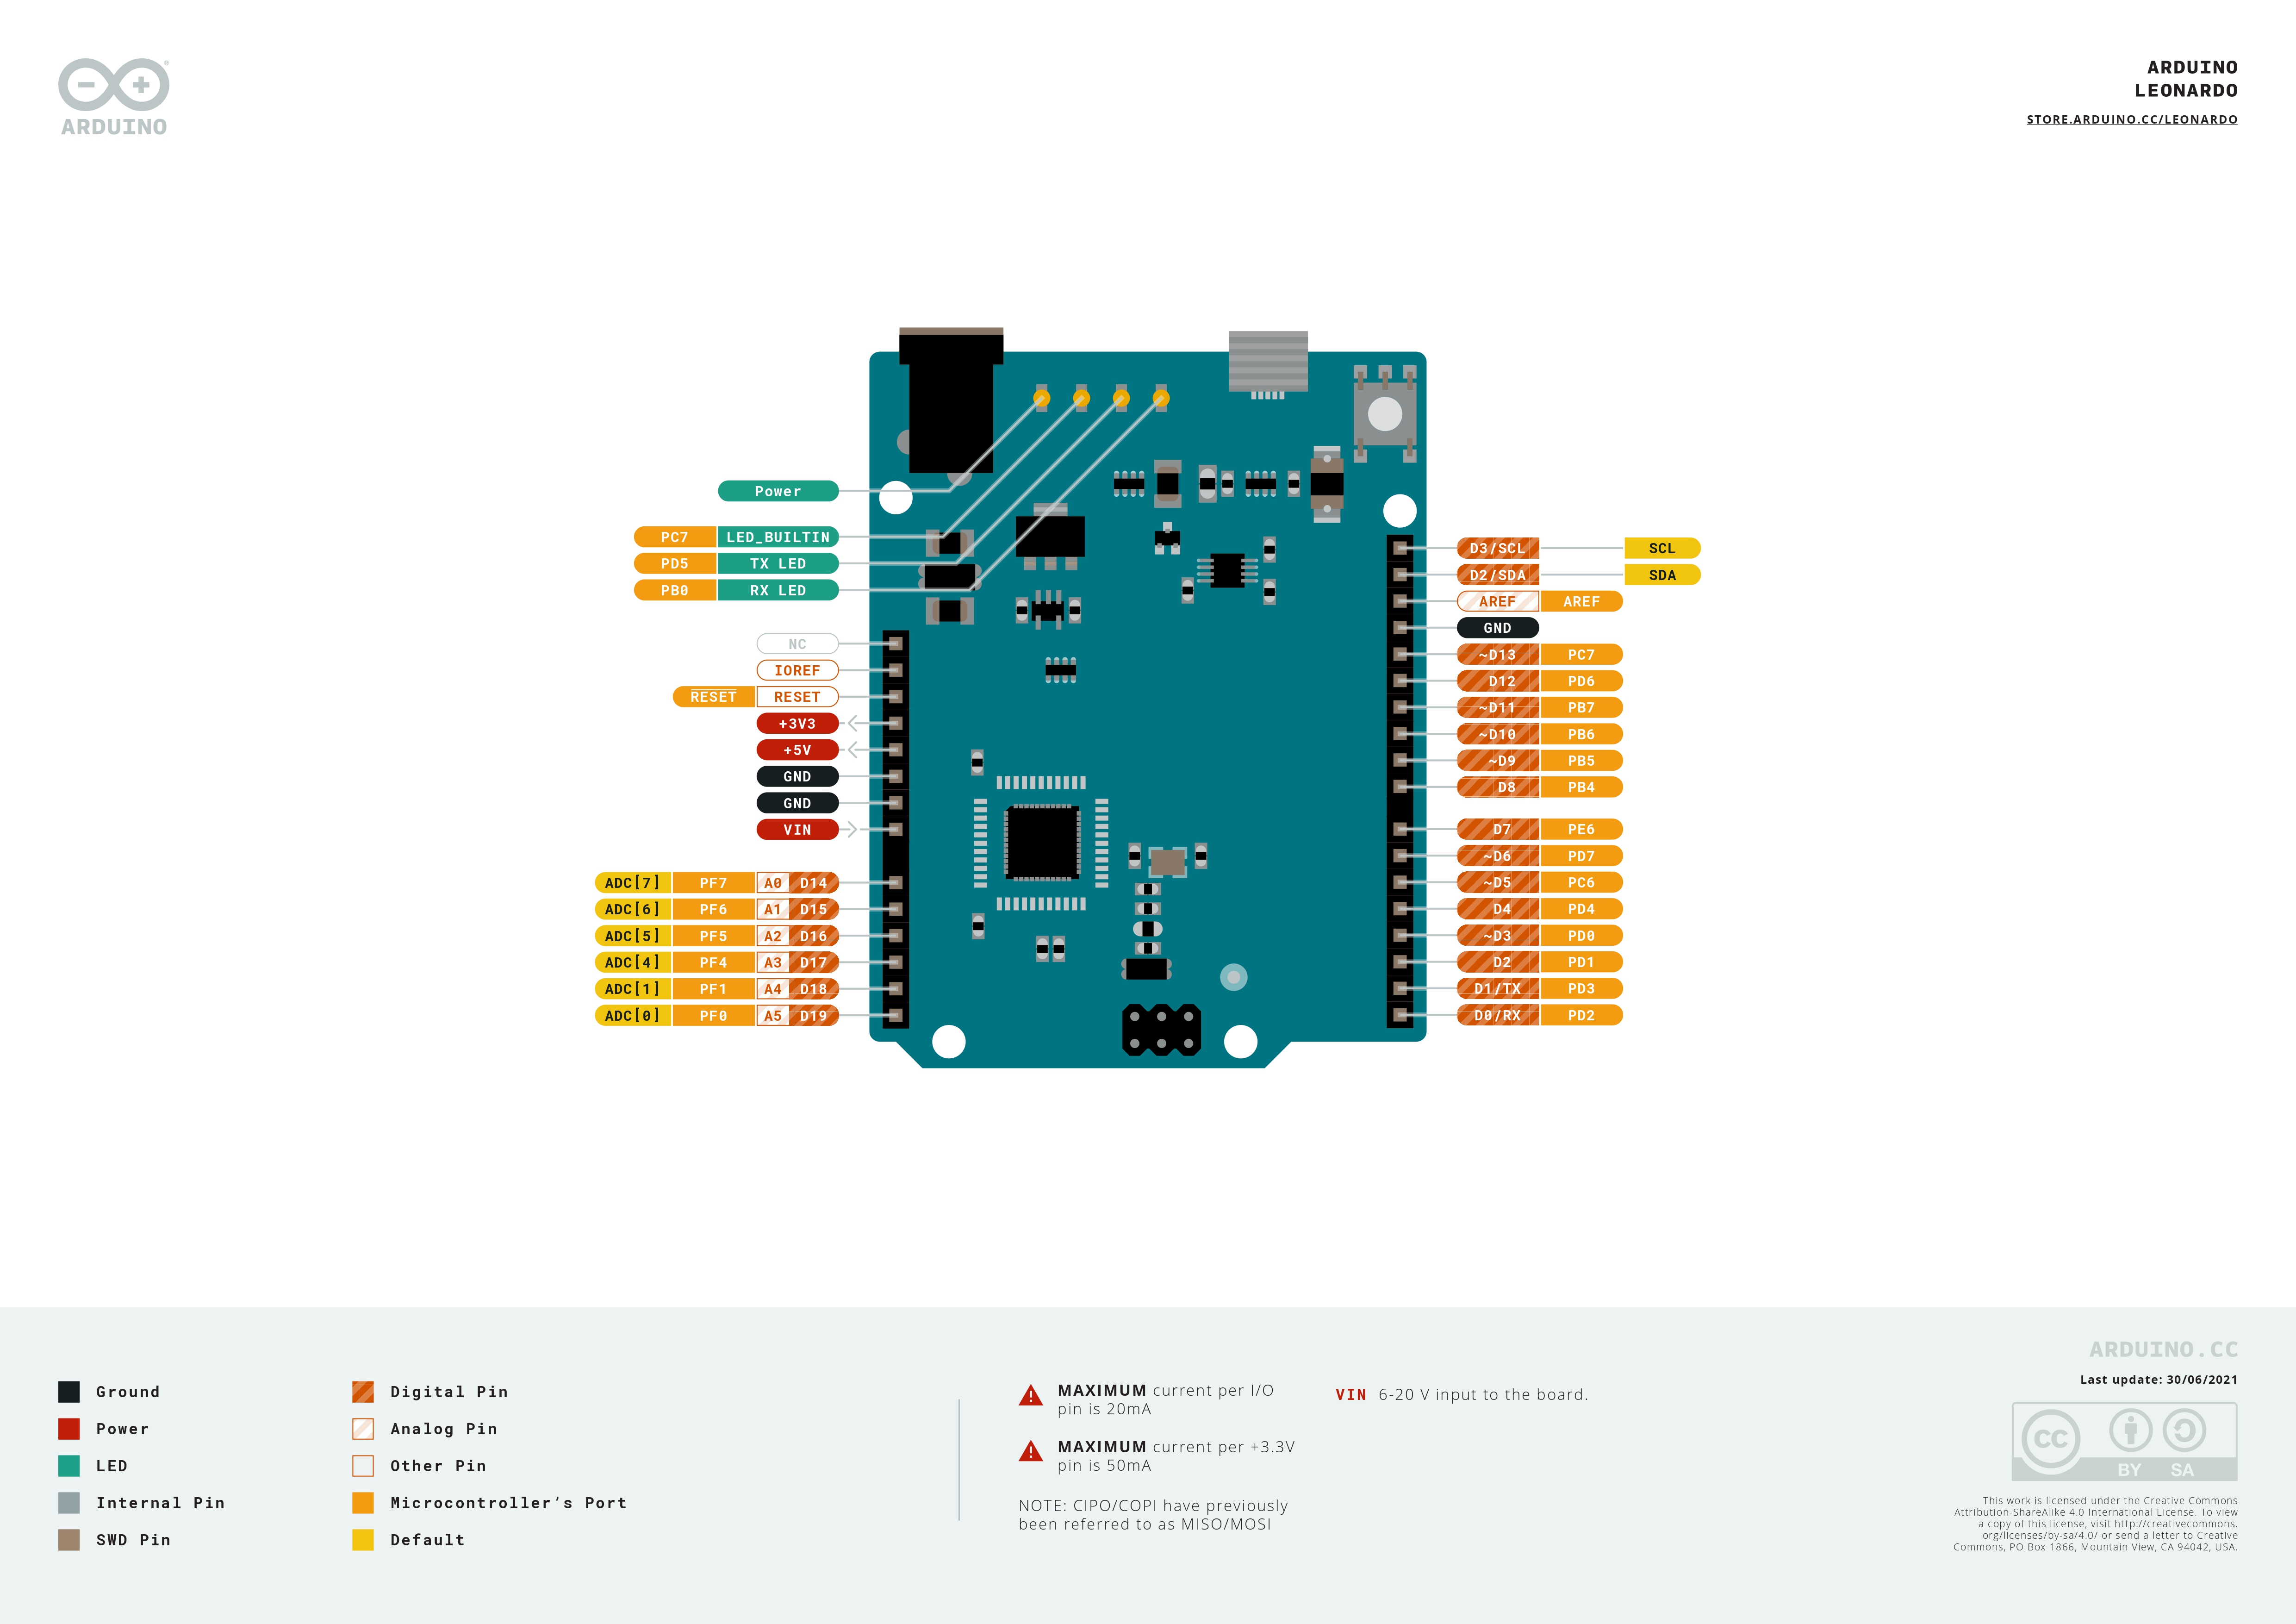 ARDUINO
ARDUINO
LEONARDO
STORE.ARDUINO.CC/LEONARDO
Power
PC7 LED_BUILTIN
PD5 TX LED
PB0 RX LED
NC
IOREF
RESET RESET
+3V3
+5V
GND
GND
VIN
ADC[7] PF7 A0 D14
ADC[6] PF6 A1 D15
ADC[5] PF5 A2 D16
ADC[4] PF4 A3 D17
ADC[1] PF1 A4 D18
ADC[0] PF0 A5 D19
D3/SCL SCL
D2/SDA SDA
AREF AREF
GND
~D13 PC7
D12 PD6
~D11 PB7
~D10 PB6
~D9 PB5
D8 PB4
D7 PE6
~D6 PD7
~D5 PC6
D4 PD4
~D3 PD0
D2 PD1
D1/TX PD3
D0/RX PD2
Ground
Power
LED
Internal Pin
SWD Pin
Digital Pin
Analog Pin
Other Pin
Microcontroller's Port
Default
MAXIMUM current per I/O
pin is 20mA
MAXIMUM current per +3.3V
pin is 50mA
NOTE: CIPO/COPI have previously
been referred to as MISO/MOSI
VIN 6-20 V input to the board.
ARDUINO.CC
Last update: 30/06/2021
CC
BY SA
This work is licensed under the Creative Commons
Attribution-ShareAlike 4.0 International License. To view
a copy of this license, visit http://creativecommons.
org/licenses/by-sa/4.0/ or send a letter to Creative
Commons, PO Box 1866, Mountain View, CA 94042, USA.